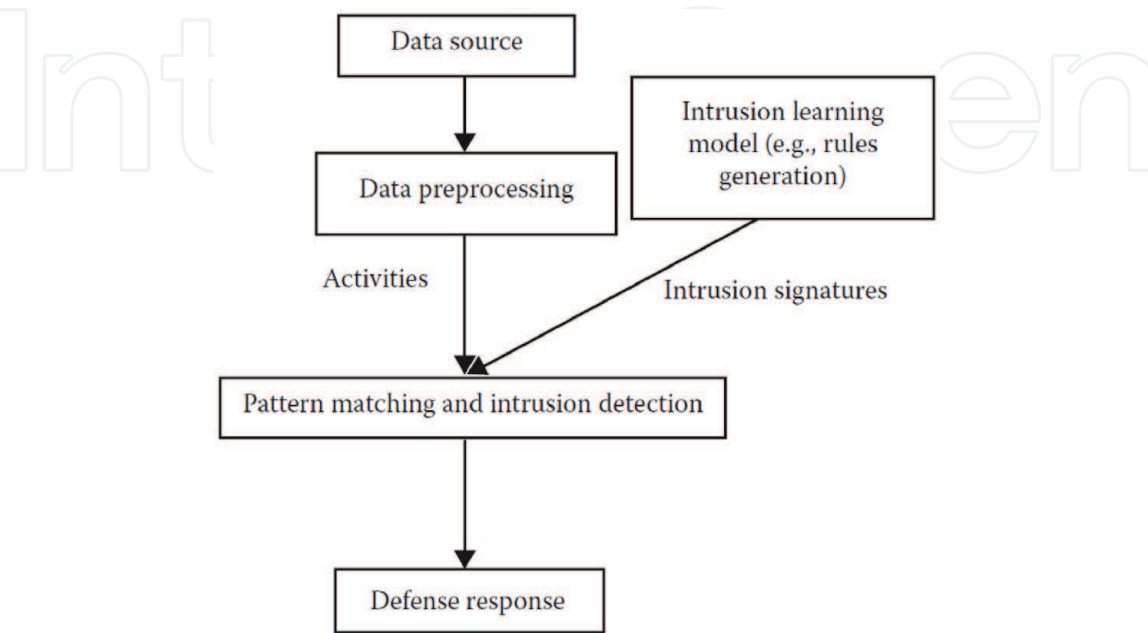 Data source
Intrusion learning
model (e.g., rules
generation)
Data preprocessing
Activities
Intrusion signatures
Pattern matching and intrusion detection
Defense response